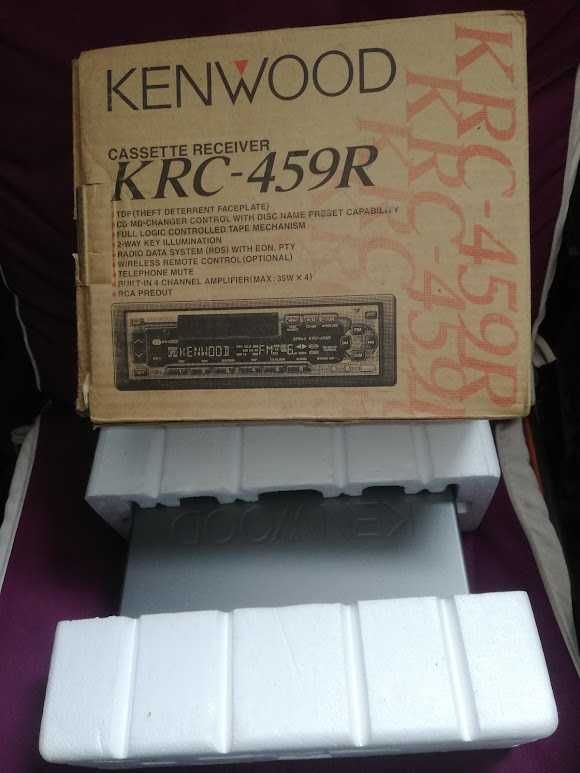 KENWOOD
CASSETTE RECEIVER
KRC-459R
TDF(THEFT DETERRENT FACEPLATE)
CD·MD-CHANGER CONTROL WITH DISC NAME PRESET CAPABILITY
FULL LOGIC CONTROLLED TAPE MECHANISM
2-WAY KEY ILLUMINATION
RADIO DATA SYSTEM (RDS) WITH EON, PTY
WIRELESS REMOTE CONTROL (OPTIONAL)
TELEPHONE MUTE
BUILT-IN 4 CHANNEL AMPLIFIER(MAX: 35W × 4)
RCA PREOUT
KENWOOD
FM
6
KRC-459R
KRC-459R
KENWOOD